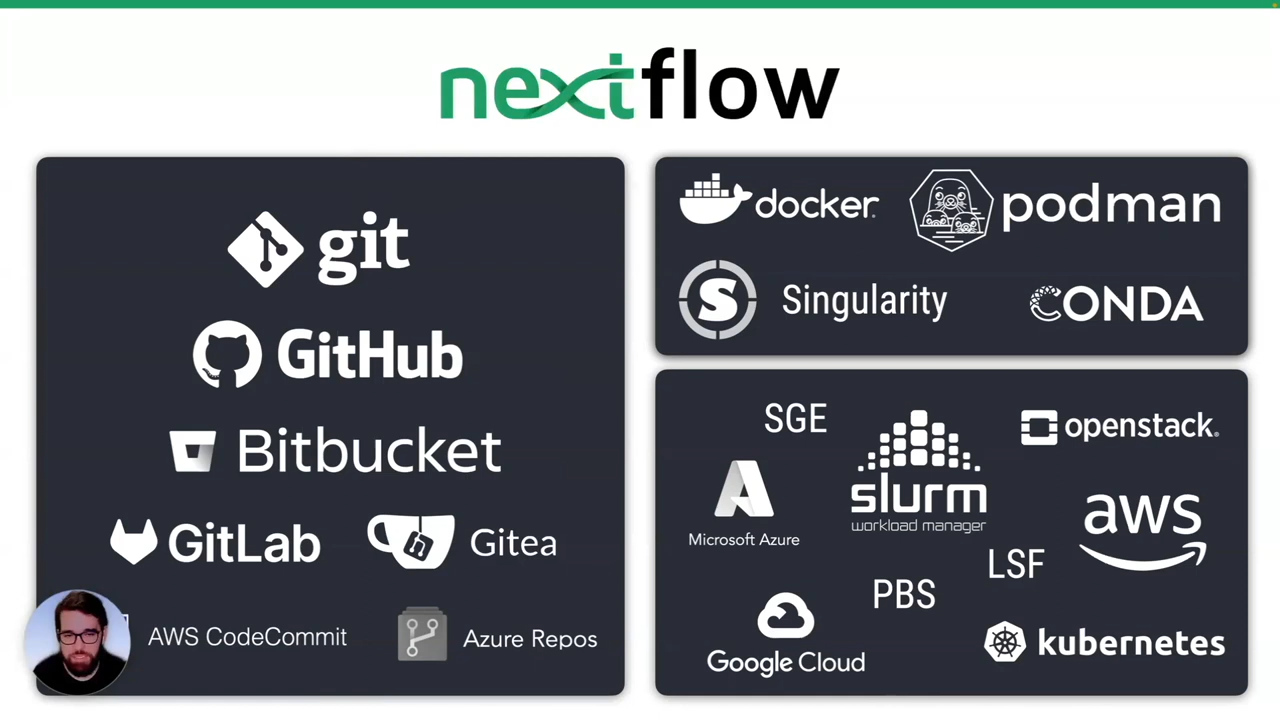 nextflow
git
GitHub
Bitbucket
GitLab
Gitea
AWS CodeCommit
Azure Repos
docker
podman
Singularity
CONDA
SGE
openstack.
slurm
workload manager
Microsoft Azure
aws
LSF
PBS
Google Cloud
kubernetes